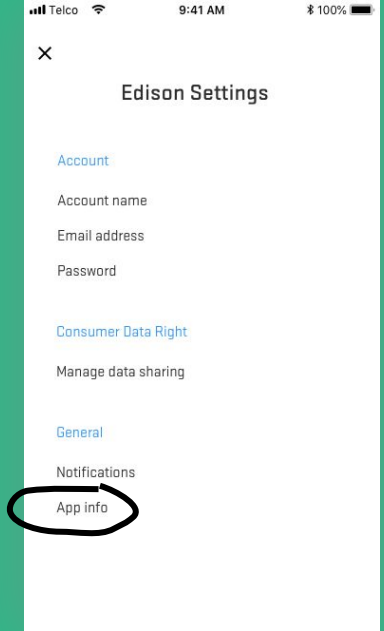 Telco 9:41 AM 100%
Edison Settings
Account
Account name
Email address
Password
Consumer Data Right
Manage data sharing
General
Notifications
App info